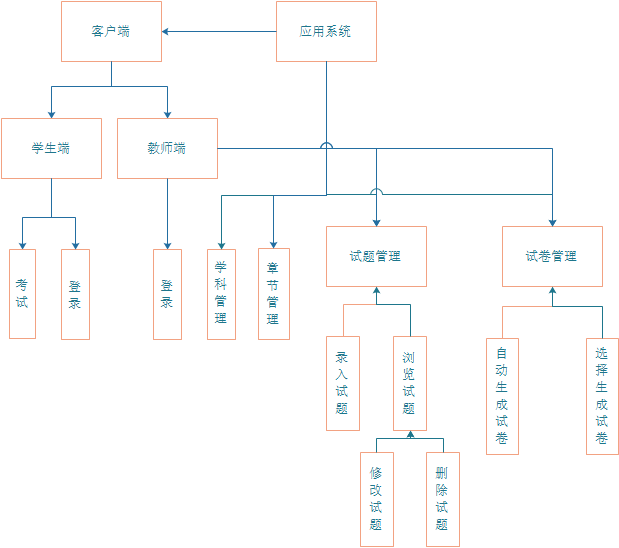 客户端
应用系统
学生端
教师端
考试
登录
登录
学科管理
章节管理
试题管理
试卷管理
录入试题
浏览试题
自动生成试卷
选择生成试卷
修改试题
删除试题